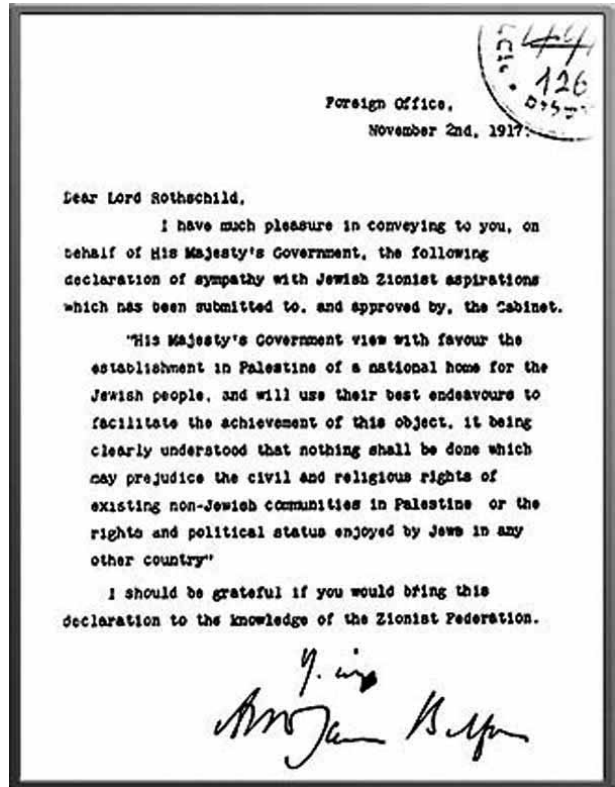 126
Foreign Office,
November 2nd, 1917.
Dear Lord Rothschild,
I have much pleasure in conveying to you, on
behalf of His Majesty's Government, the following
declaration of sympathy with Jewish Zionist aspirations
which has been submitted to, and approved by, the Cabinet.
"His Majesty's Government view with favour the
establishment in Palestine of a national home for the
Jewish people, and will use their best endeavours to
facilitate the achievement of this object, it being
clearly understood that nothing shall be done which
may prejudice the civil and religious rights of
existing non-Jewish communities in Palestine or the
rights and political status enjoyed by Jews in any
other country"
I should be grateful if you would bring this
declaration to the knowledge of the Zionist Federation.
Arthur James Balfour